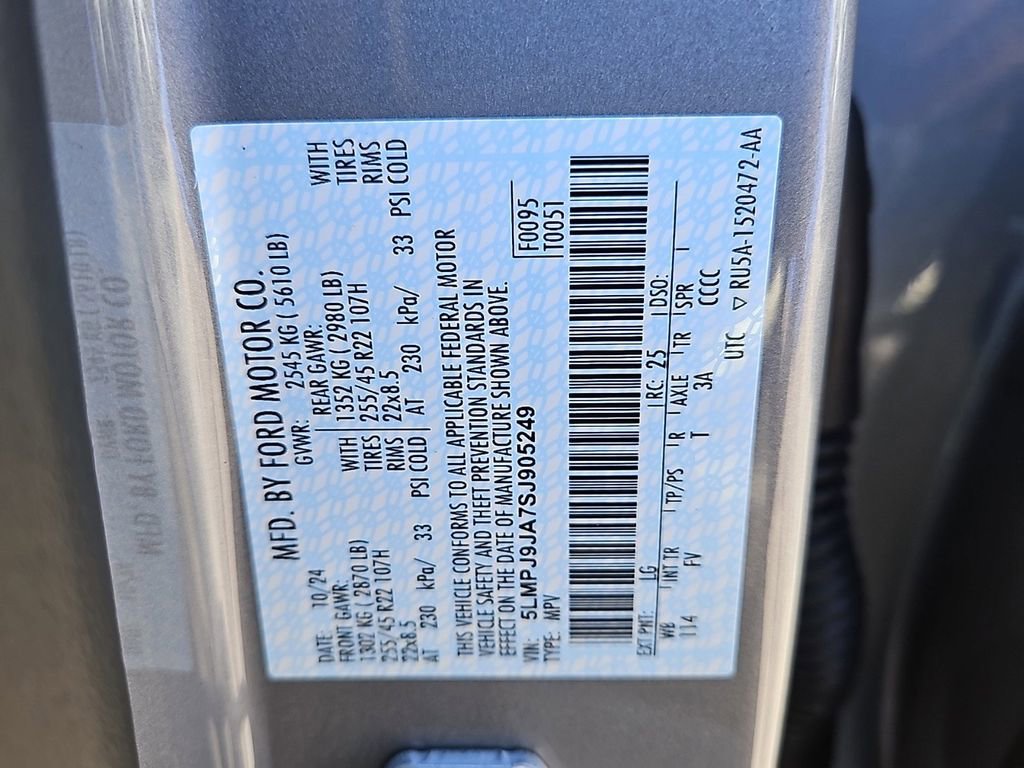 MFD. BY FORD MOTOR CO.
DATE: 10/24 GVWR: 2545 KG ( 5610 LB)
FRONT GAWR: REAR GAWR:
1302 KG ( 2870 LB) WITH 1352 KG ( 2980 LB) WITH
255/45 R22 107H TIRES 255/45 R22 107H TIRES
22x8.5 RIMS 22x8.5 RIMS
AT 230 kPa/ 33 PSI COLD AT 230 kPa/ 33 PSI COLD
THIS VEHICLE CONFORMS TO ALL APPLICABLE FEDERAL MOTOR
VEHICLE SAFETY AND THEFT PREVENTION STANDARDS IN
EFFECT ON THE DATE OF MANUFACTURE SHOWN ABOVE.
VIN: 5LMPJ9JA7SJ905249 F0095
TYPE: MPV T0051
EXT PNT: LG RC: 25 DSO:
WB INT TR TP/PS R AXLE TR SPR
114 FV T 3A CCCC
UTC ▽ RU5A-1520472-AA